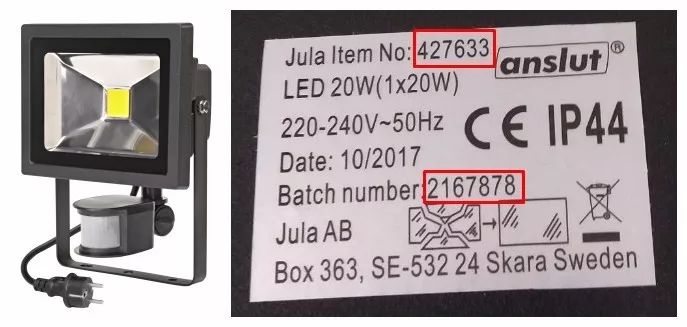 Jula Item No: 427633
anslut®
LED 20W(1x20W)
220-240V~50Hz
CE IP44
Date: 10/2017
Batch number: 2167878
Jula AB
Box 363, SE-532 24 Skara Sweden